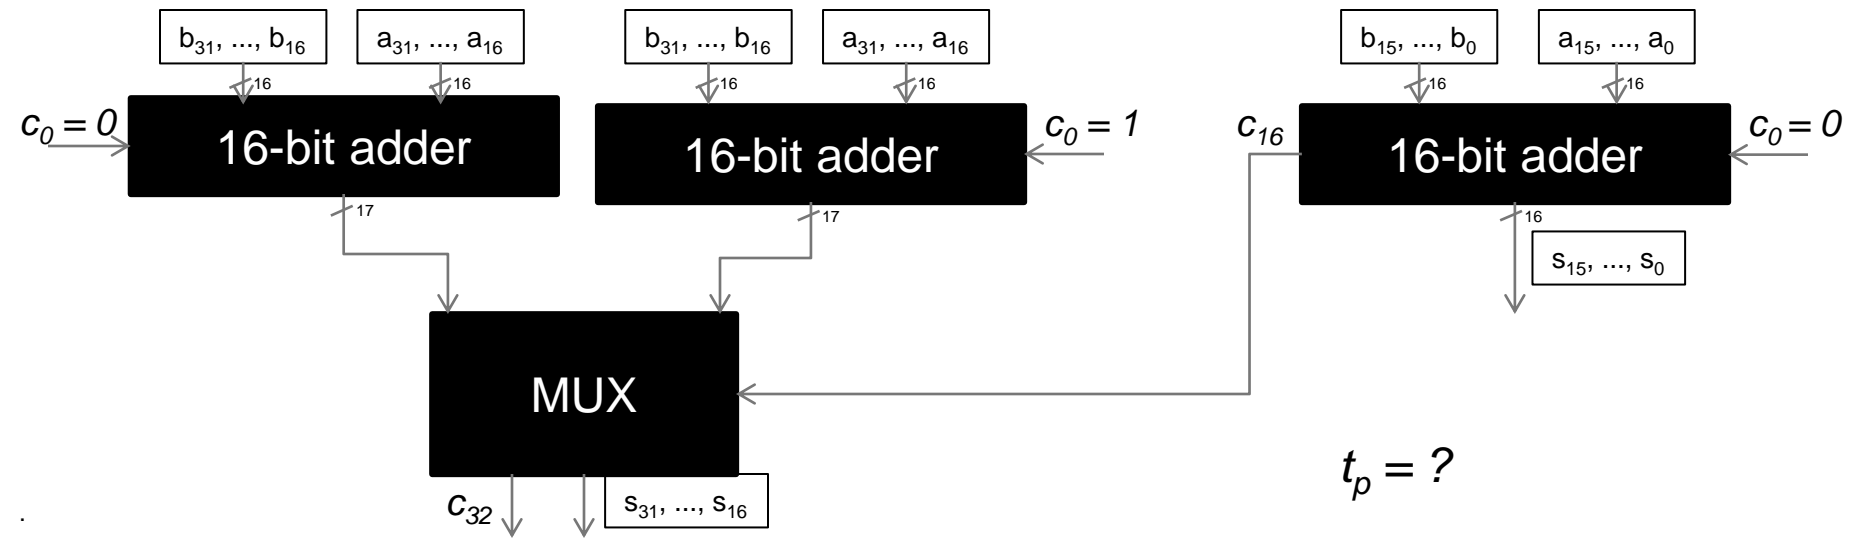 b31, ..., b16
a31, ..., a16
b31, ..., b16
a31, ..., a16
b15, ..., b0
a15, ..., a0
16
16
16
16
16
16
c0 = 0
16-bit adder
16-bit adder
c0 = 1
c16
16-bit adder
c0 = 0
17
17
16
s15, ..., s0
MUX
tp = ?
c32
s31, ..., s16
.